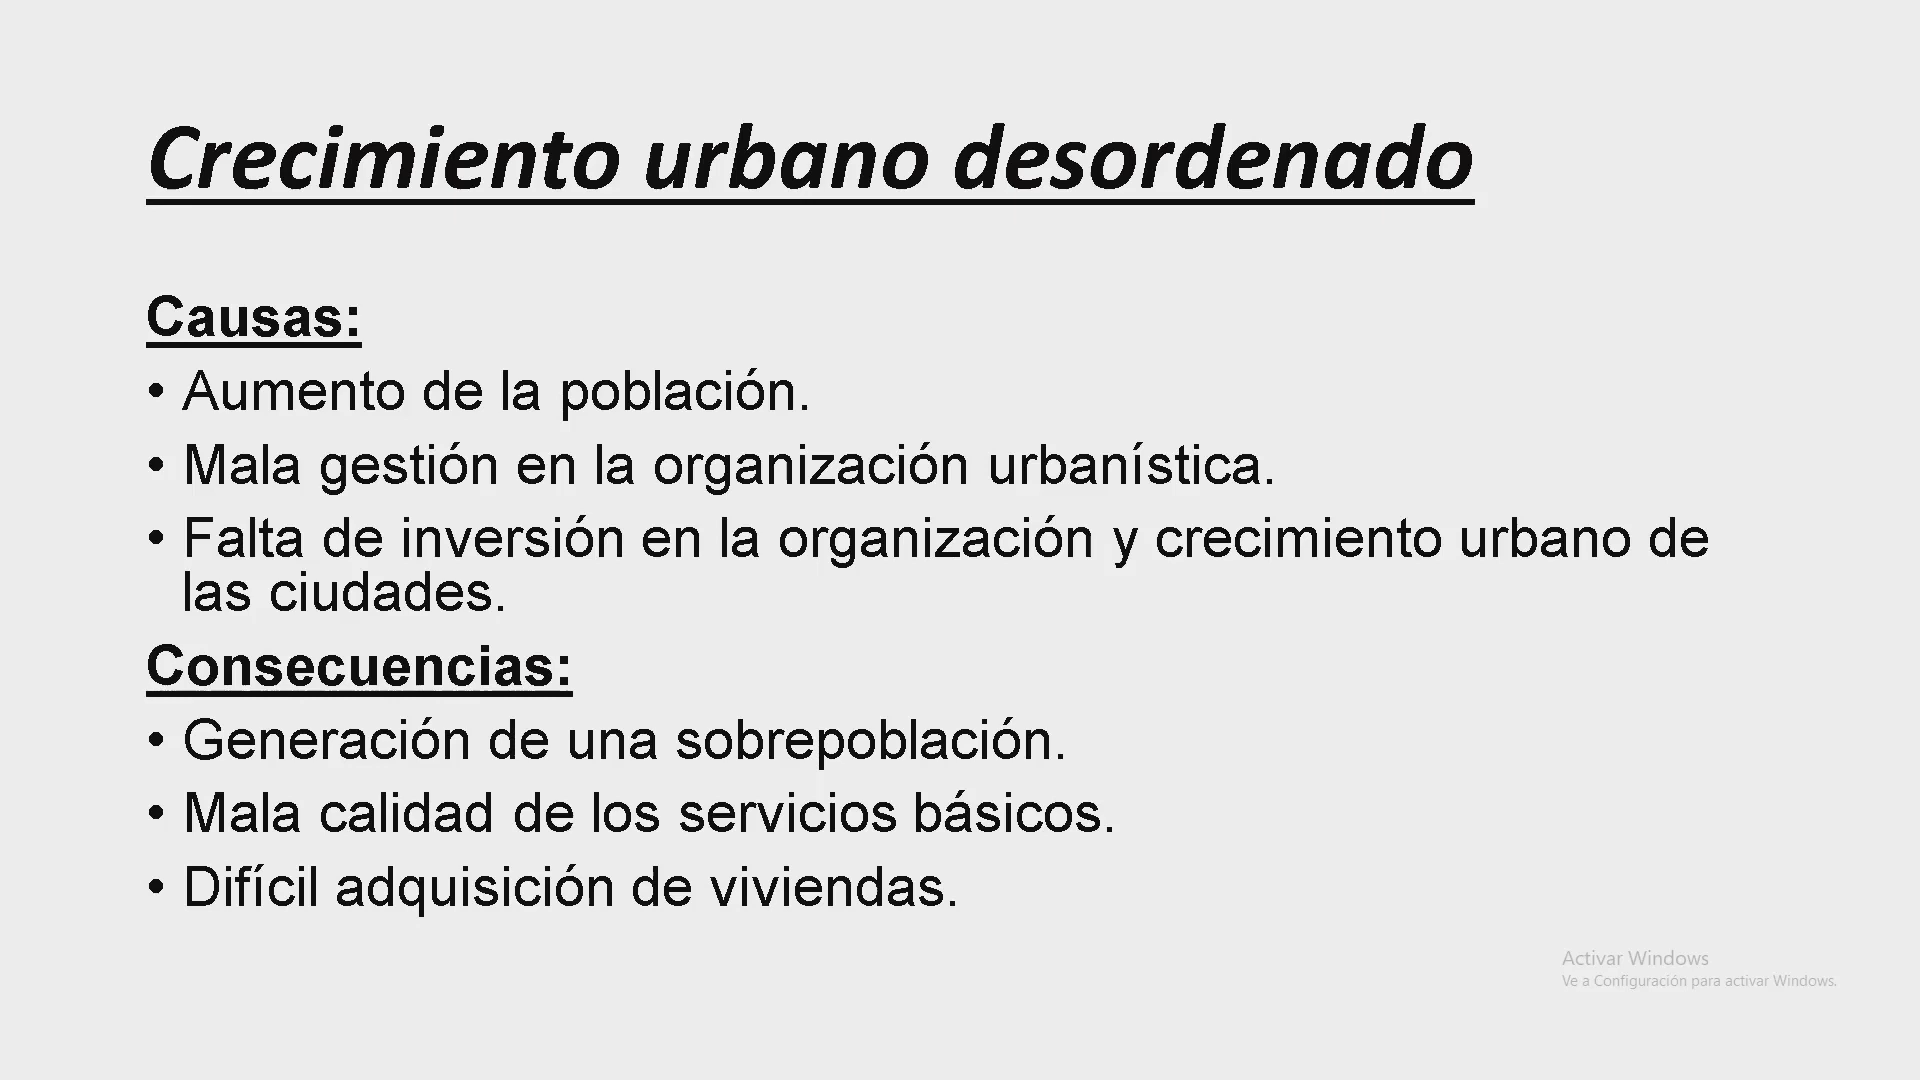 Crecimiento urbano desordenado
Causas:
• Aumento de la población.
• Mala gestión en la organización urbanística.
• Falta de inversión en la organización y crecimiento urbano de
las ciudades.
Consecuencias:
• Generación de una sobrepoblación.
• Mala calidad de los servicios básicos.
• Difícil adquisición de viviendas.
Activar Windows
Ve a Configuración para activar Windows.